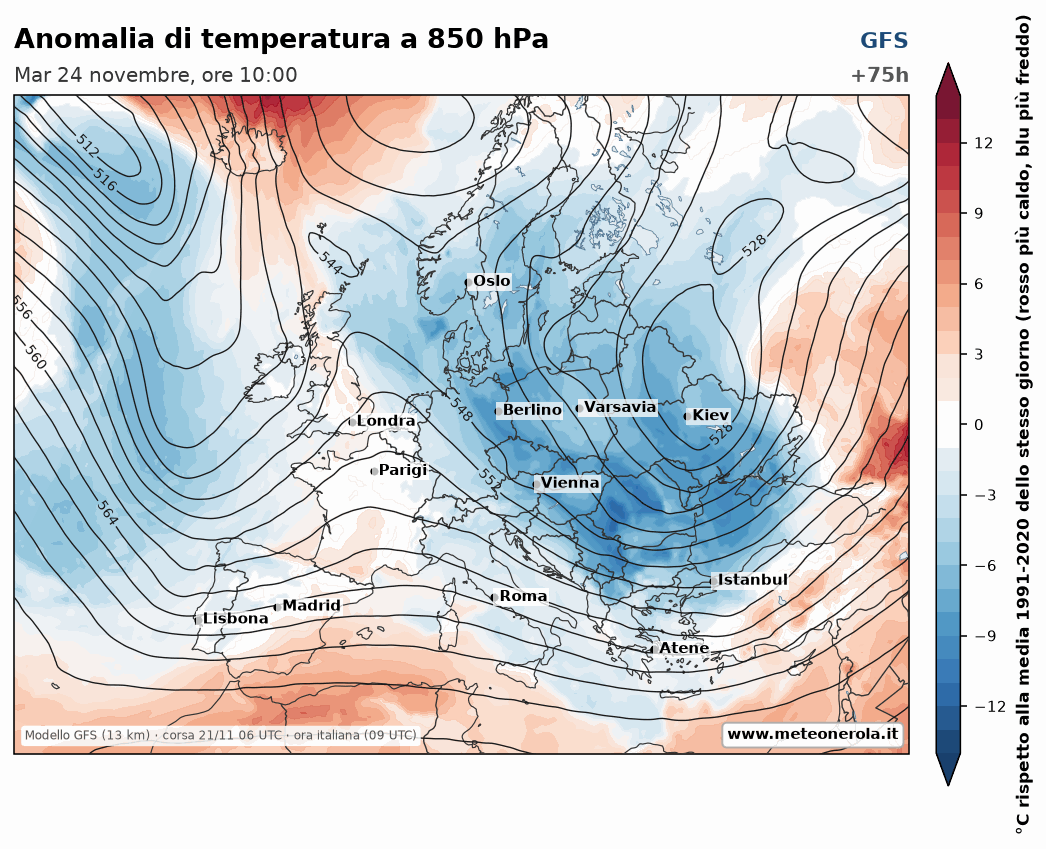 Anomalia di temperatura a 850 hPa
GFS
Mar 24 novembre, ore 10:00
+75h
512
516
544
528
556
560
548
528
564
Oslo
Berlino
Varsavia
Kiev
Londra
Parigi
Vienna
Istanbul
Roma
Madrid
Lisbona
Atene
Modello GFS (13 km) · corsa 21/11 06 UTC · ora italiana (09 UTC)
www.meteonerola.it
12
9
6
3
0
−3
−6
−9
−12
°C rispetto alla media 1991-2020 dello stesso giorno (rosso più caldo, blu più freddo)